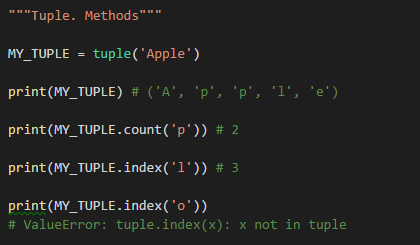 """Tuple. Methods"""
MY_TUPLE = tuple('Apple')
print(MY_TUPLE) # ('A', 'p', 'p', 'l', 'e')
print(MY_TUPLE.count('p')) # 2
print(MY_TUPLE.index('l')) # 3
print(MY_TUPLE.index('o'))
# ValueError: tuple.index(x): x not in tuple